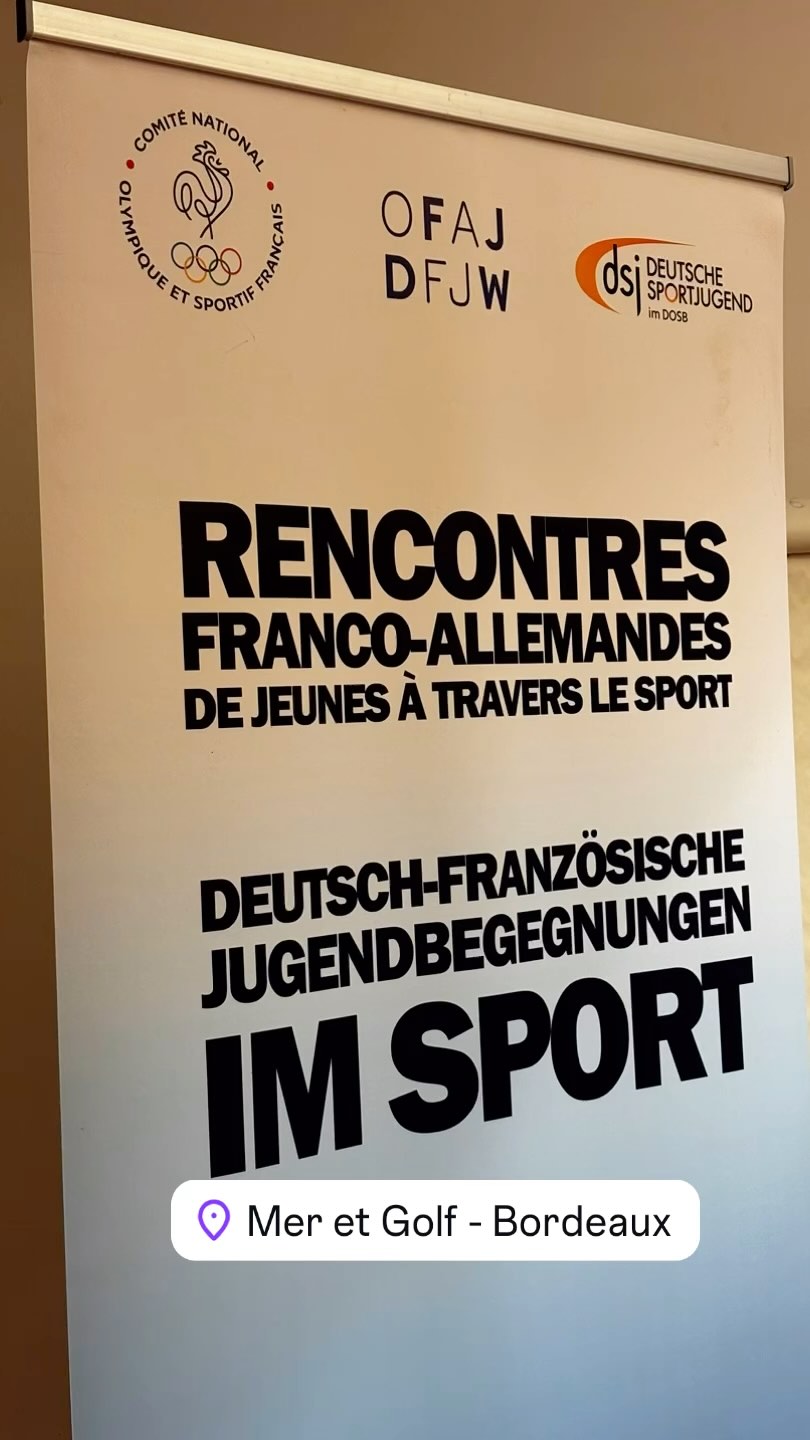 COMITÉ NATIONAL
OLYMPIQUE ET SPORTIF FRANÇAIS
OFAJ
DFJW
dsj
DEUTSCHE
SPORTJUGEND
im DOSB
RENCONTRES
FRANCO-ALLEMANDES
DE JEUNES À TRAVERS LE SPORT
DEUTSCH-FRANZÖSISCHE
JUGENDBEGEGNUNGEN
IM SPORT
Mer et Golf - Bordeaux